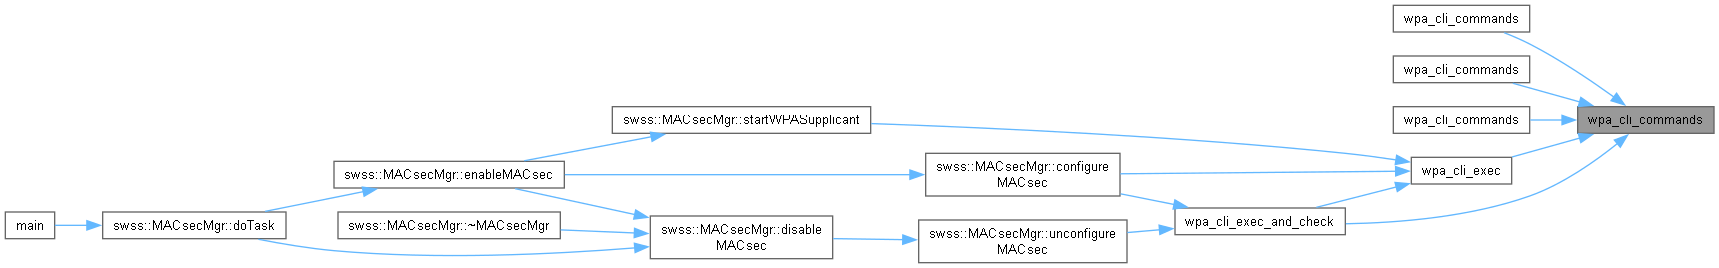 wpa_cli_commands
wpa_cli_commands
wpa_cli_commands
wpa_cli_commands
swss::MACsecMgr::startWPASupplicant
swss::MACsecMgr::configure
MACsec
wpa_cli_exec
swss::MACsecMgr::enableMACsec
main
swss::MACsecMgr::doTask
swss::MACsecMgr::~MACsecMgr
swss::MACsecMgr::disable
MACsec
swss::MACsecMgr::unconfigure
MACsec
wpa_cli_exec_and_check